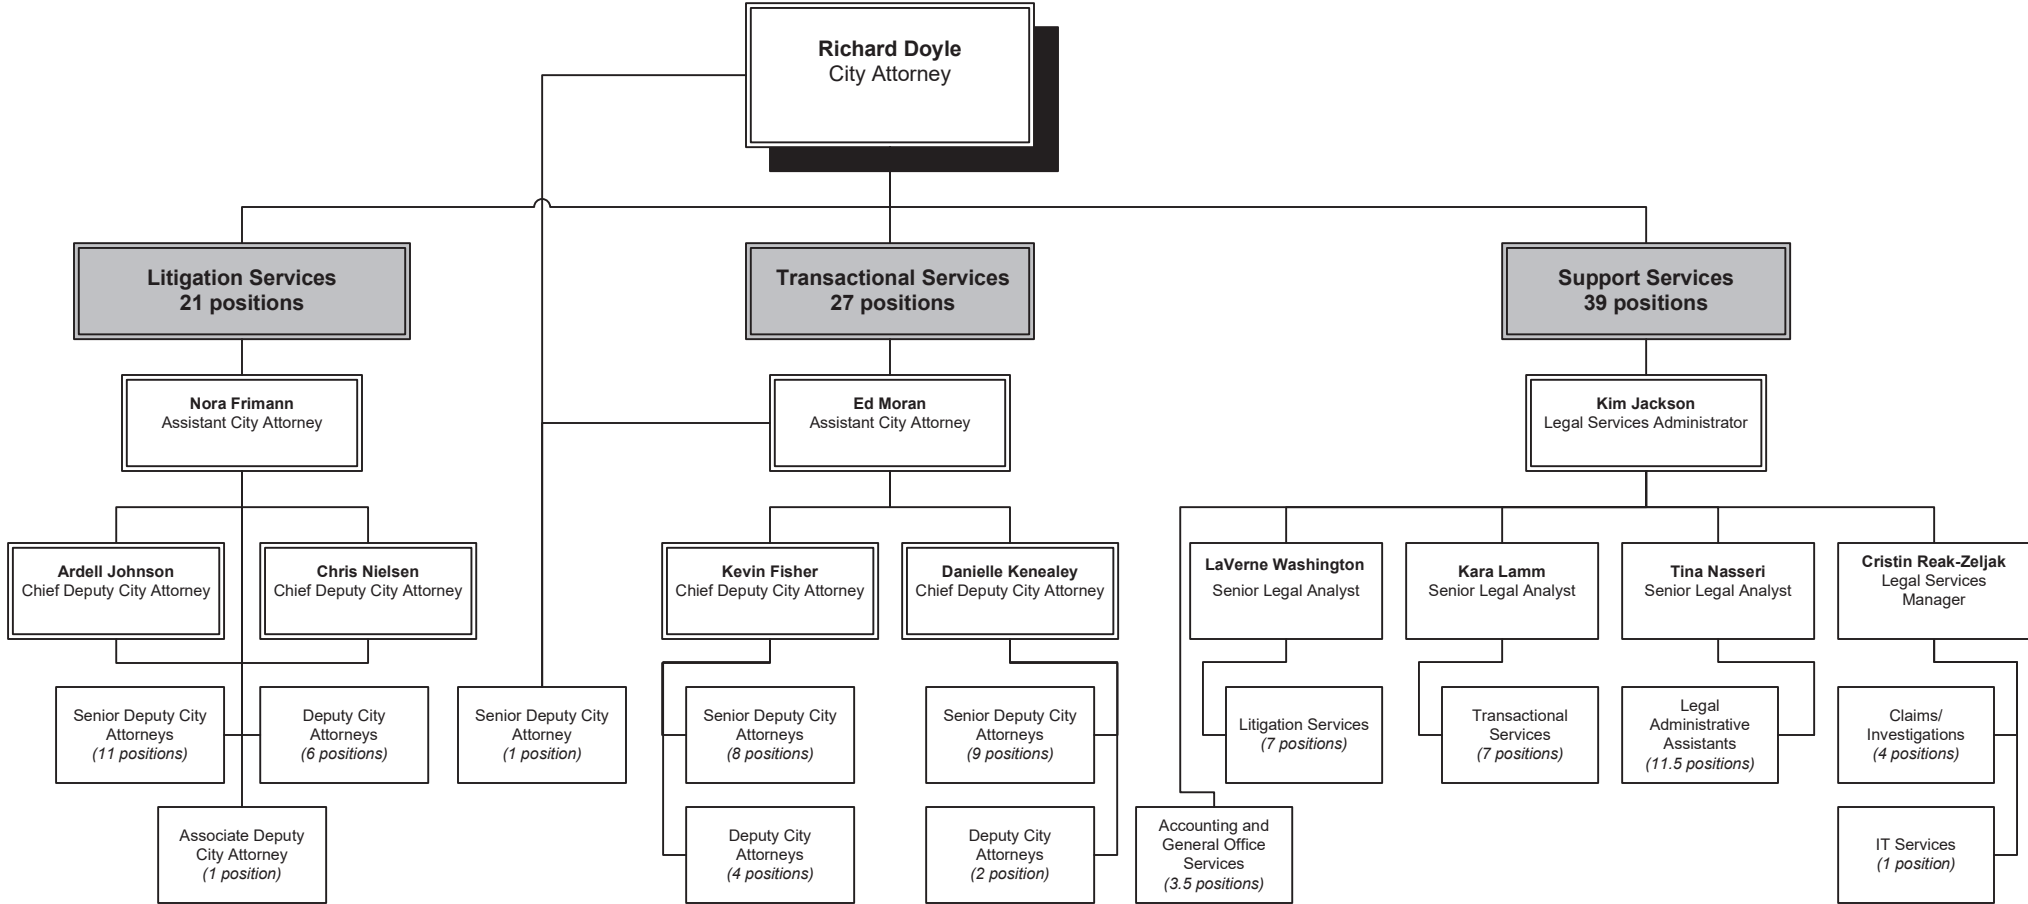 Richard Doyle
City Attorney
Litigation Services
21 positions
Transactional Services
27 positions
Support Services
39 positions
Nora Frimann
Assistant City Attorney
Ed Moran
Assistant City Attorney
Kim Jackson
Legal Services Administrator
Ardell Johnson
Chief Deputy City Attorney
Chris Nielsen
Chief Deputy City Attorney
Kevin Fisher
Chief Deputy City Attorney
Danielle Kenealey
Chief Deputy City Attorney
LaVerne Washington
Senior Legal Analyst
Kara Lamm
Senior Legal Analyst
Tina Nasseri
Senior Legal Analyst
Cristin Reak-Zeljak
Legal Services
Manager
Senior Deputy City
Attorneys
(11 positions)
Deputy City
Attorneys
(6 positions)
Senior Deputy City
Attorney
(1 position)
Senior Deputy City
Attorneys
(8 positions)
Senior Deputy City
Attorneys
(9 positions)
Litigation Services
(7 positions)
Transactional
Services
(7 positions)
Legal
Administrative
Assistants
(11.5 positions)
Claims/
Investigations
(4 positions)
Associate Deputy
City Attorney
(1 position)
Deputy City
Attorneys
(4 positions)
Deputy City
Attorneys
(2 position)
Accounting and
General Office
Services
(3.5 positions)
IT Services
(1 position)